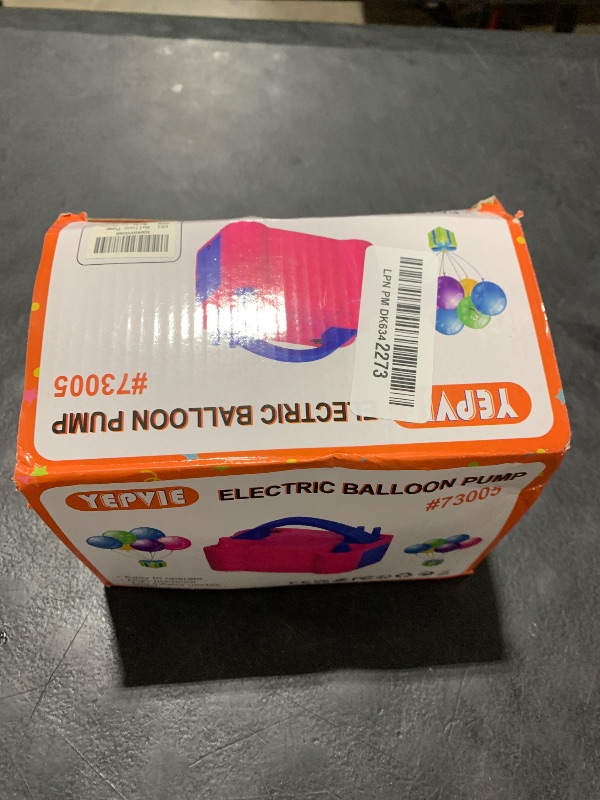 LPN PM DK634 2273
YEPVIE
ELECTRIC BALLOON PUMP
#73005
YEPVIE
ELECTRIC BALLOON PUMP
#73005